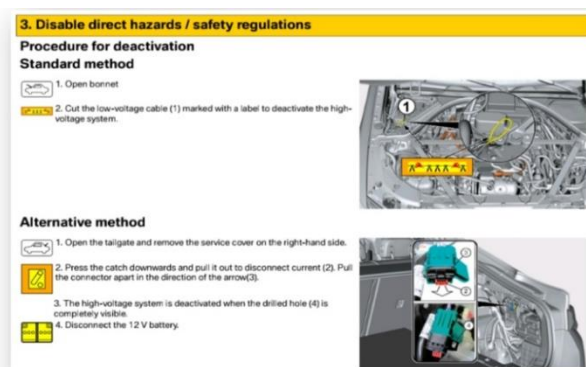 3. Disable direct hazards / safety regulations
Procedure for deactivation
Standard method
1. Open bonnet
2. Cut the low-voltage cable (1) marked with a label to deactivate the high-
voltage system.
1
Alternative method
1. Open the tailgate and remove the service cover on the right-hand side.
2. Press the catch downwards and pull it out to disconnect current (2). Pull
the connector apart in the direction of the arrow(3).
3. The high-voltage system is deactivated when the drilled hole (4) is
completely visible.
4. Disconnect the 12 V battery.